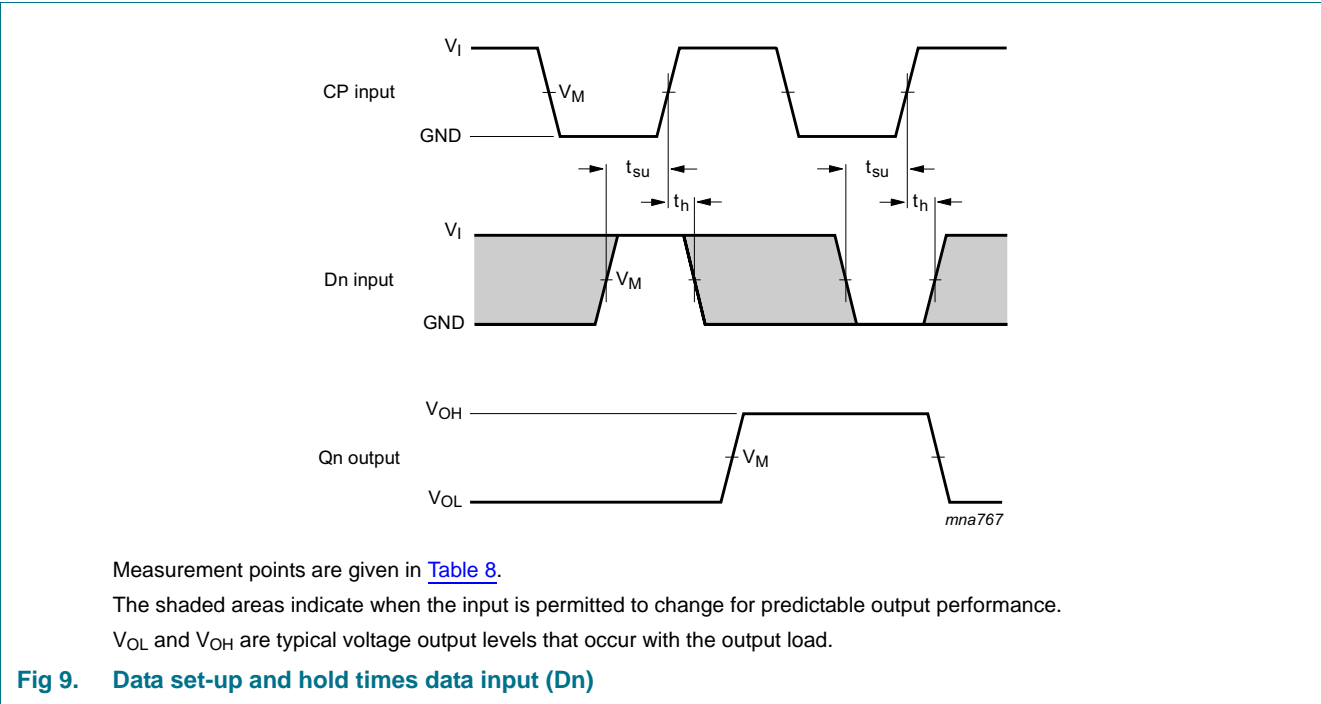 V_I
CP input
V_M
GND
t_su
t_su
t_h
t_h
V_I
Dn input
V_M
GND
V_OH
Qn output
V_M
V_OL
mna767
Measurement points are given in Table 8.
The shaded areas indicate when the input is permitted to change for predictable output performance.
V_OL and V_OH are typical voltage output levels that occur with the output load.
Fig 9. Data set-up and hold times data input (Dn)